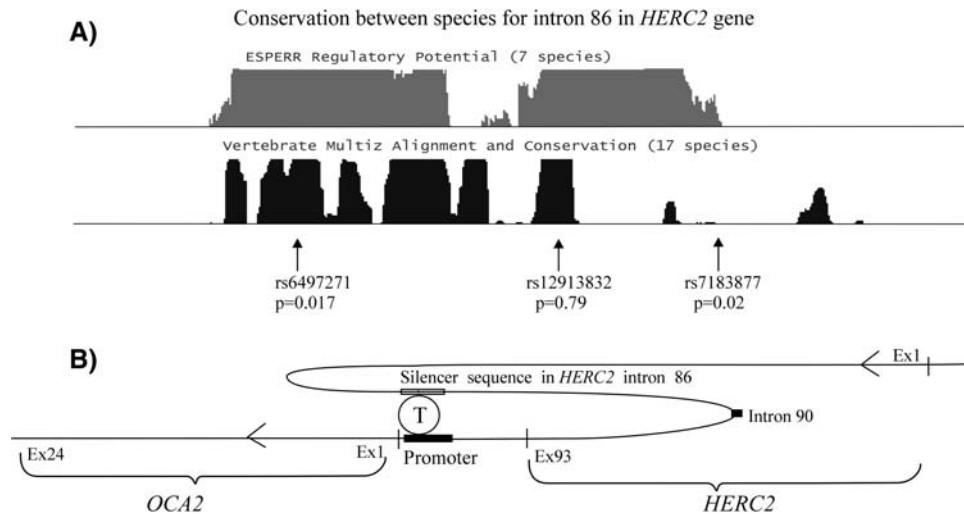 Conservation between species for intron 86 in HERC2 gene
A)
ESPERR Regulatory Potential (7 species)
Vertebrate Multiz Alignment and Conservation (17 species)
rs6497271
p=0.017
rs12913832
p=0.79
rs7183877
p=0.02
B)
Ex1
Silencer sequence in HERC2 intron 86
T
Intron 90
Ex24
Ex1
Promoter
Ex93
OCA2
HERC2